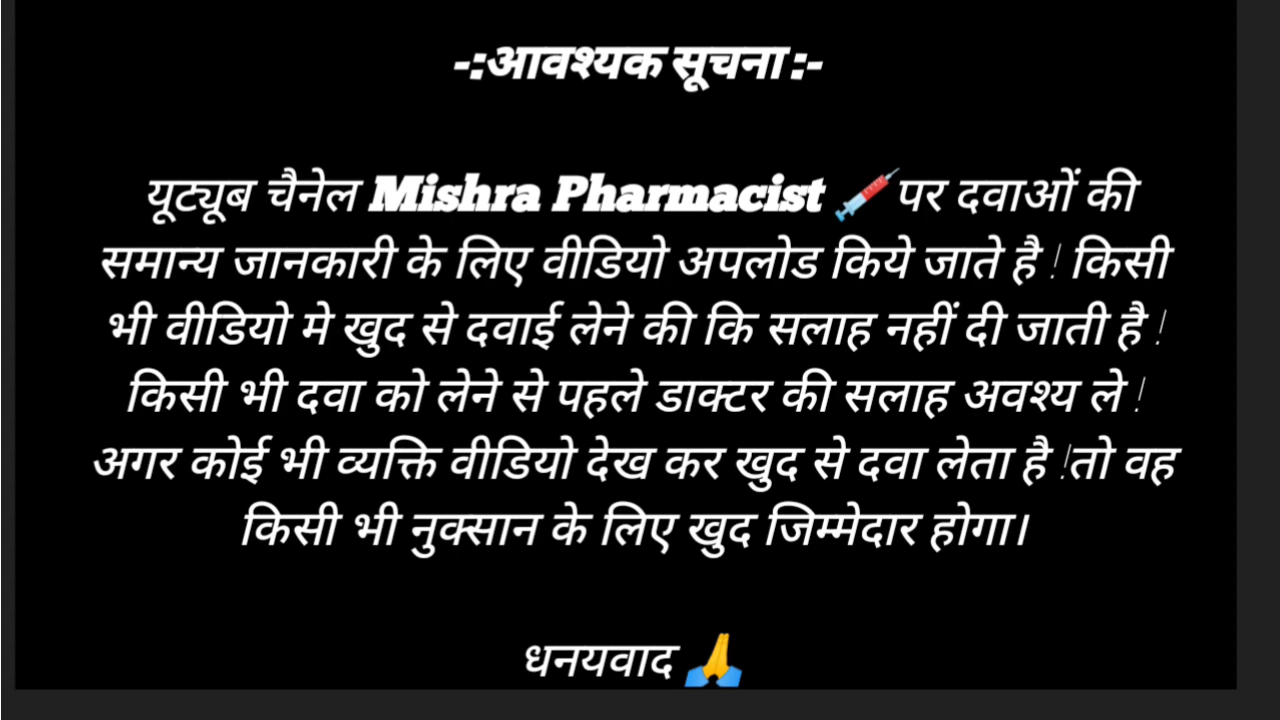 -:आवश्यक सूचना :-
यूट्यूब चैनेल Mishra Pharmacist 💉पर दवाओं की
समान्य जानकारी के लिए वीडियो अपलोड किये जाते है ! किसी
भी वीडियो मे खुद से दवाई लेने की कि सलाह नहीं दी जाती है !
किसी भी दवा को लेने से पहले डाक्टर की सलाह अवश्य ले !
अगर कोई भी व्यक्ति वीडियो देख कर खुद से दवा लेता है !तो वह
किसी भी नुक्सान के लिए खुद जिम्मेदार होगा।
धनयवाद 🙏